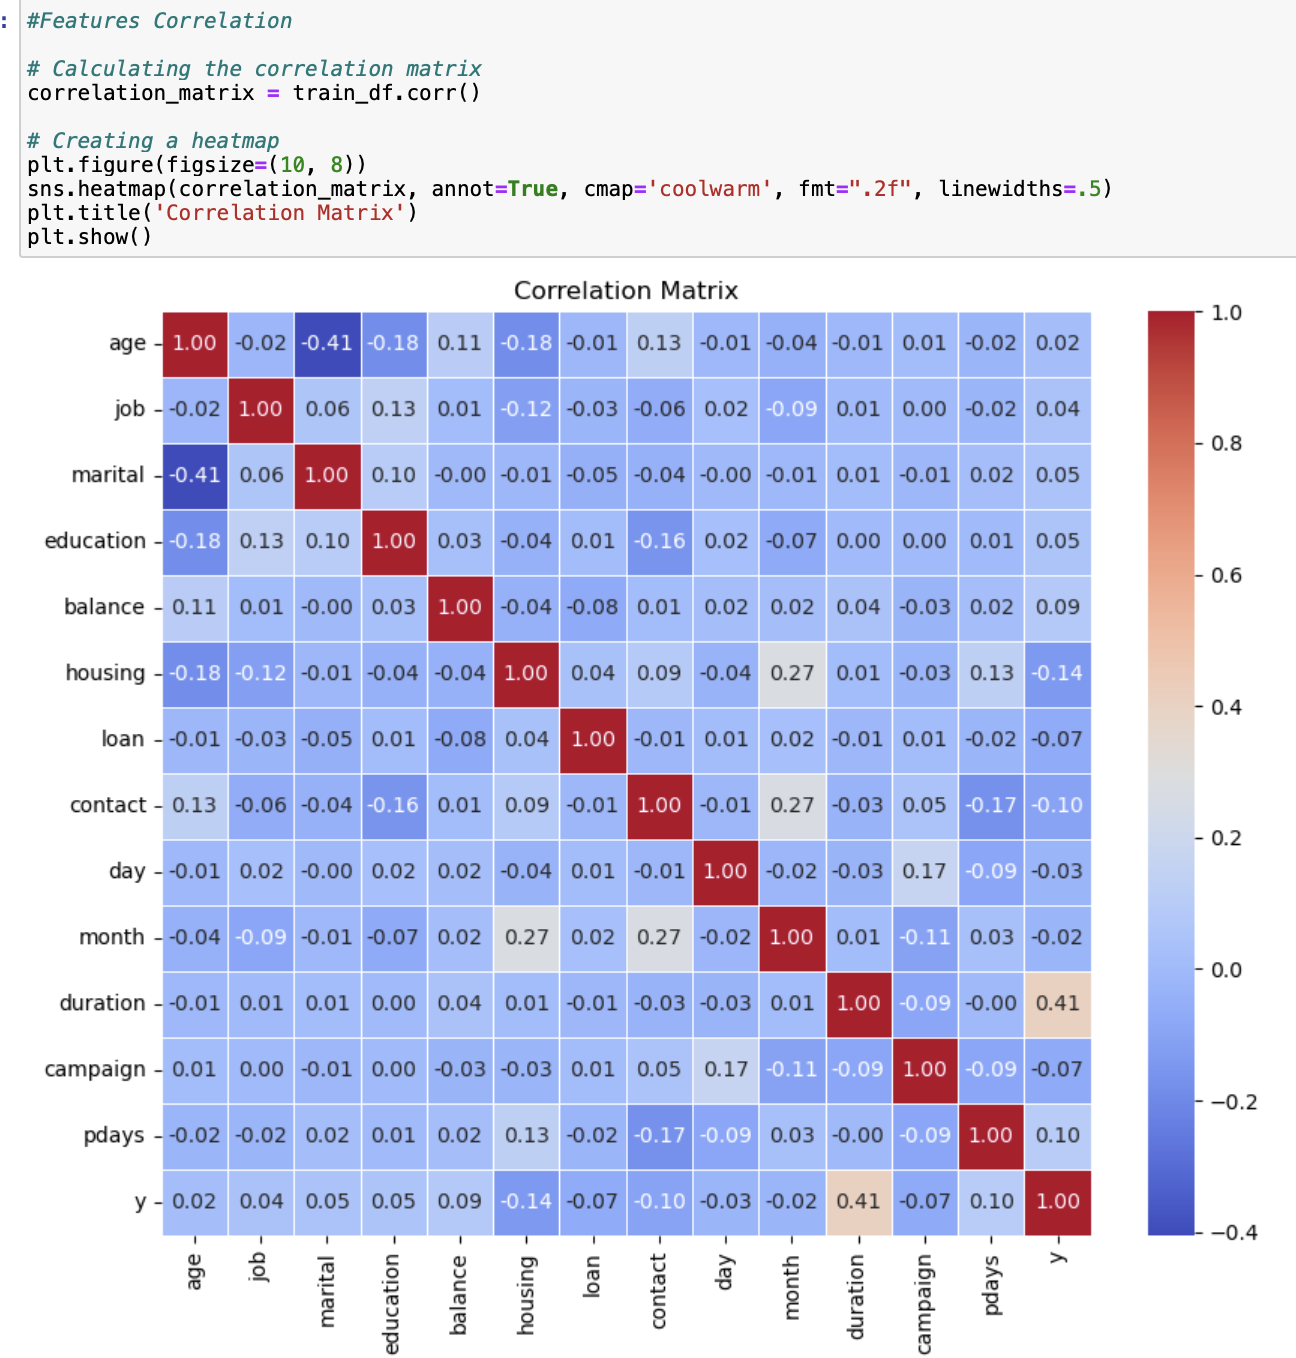 : #Features Correlation
# Calculating the correlation matrix
correlation_matrix = train_df.corr()
# Creating a heatmap
plt.figure(figsize=(10, 8))
sns.heatmap(correlation_matrix, annot=True, cmap='coolwarm', fmt=".2f", linewidths=.5)
plt.title('Correlation Matrix')
plt.show()
Correlation Matrix
age 1.00 -0.02 -0.41 -0.18 0.11 -0.18 -0.01 0.13 -0.01 -0.04 -0.01 0.01 -0.02 0.02
job -0.02 1.00 0.06 0.13 0.01 -0.12 -0.03 -0.06 0.02 -0.09 0.01 0.00 -0.02 0.04
marital -0.41 0.06 1.00 0.10 -0.00 -0.01 -0.05 -0.04 -0.00 -0.01 0.01 -0.01 0.02 0.05
education -0.18 0.13 0.10 1.00 0.03 -0.04 0.01 -0.16 0.02 -0.07 0.00 0.00 0.01 0.05
balance 0.11 0.01 -0.00 0.03 1.00 -0.04 -0.08 0.01 0.02 0.02 0.04 -0.03 0.02 0.09
housing -0.18 -0.12 -0.01 -0.04 -0.04 1.00 0.04 0.09 -0.04 0.27 0.01 -0.03 0.13 -0.14
loan -0.01 -0.03 -0.05 0.01 -0.08 0.04 1.00 -0.01 0.01 0.02 -0.01 0.01 -0.02 -0.07
contact 0.13 -0.06 -0.04 -0.16 0.01 0.09 -0.01 1.00 -0.01 0.27 -0.03 0.05 -0.17 -0.10
day -0.01 0.02 -0.00 0.02 0.02 -0.04 0.01 -0.01 1.00 -0.02 -0.03 0.17 -0.09 -0.03
month -0.04 -0.09 -0.01 -0.07 0.02 0.27 0.02 0.27 -0.02 1.00 0.01 -0.11 0.03 -0.02
duration -0.01 0.01 0.01 0.00 0.04 0.01 -0.01 -0.03 -0.03 0.01 1.00 -0.09 -0.00 0.41
campaign 0.01 0.00 -0.01 0.00 -0.03 -0.03 0.01 0.05 0.17 -0.11 -0.09 1.00 -0.09 -0.07
pdays -0.02 -0.02 0.02 0.01 0.02 0.13 -0.02 -0.17 -0.09 0.03 -0.00 -0.09 1.00 0.10
y 0.02 0.04 0.05 0.05 0.09 -0.14 -0.07 -0.10 -0.03 -0.02 0.41 -0.07 0.10 1.00
age job marital education balance housing loan contact day month duration campaign pdays y
1.0
0.8
0.6
0.4
0.2
0.0
−0.2
−0.4